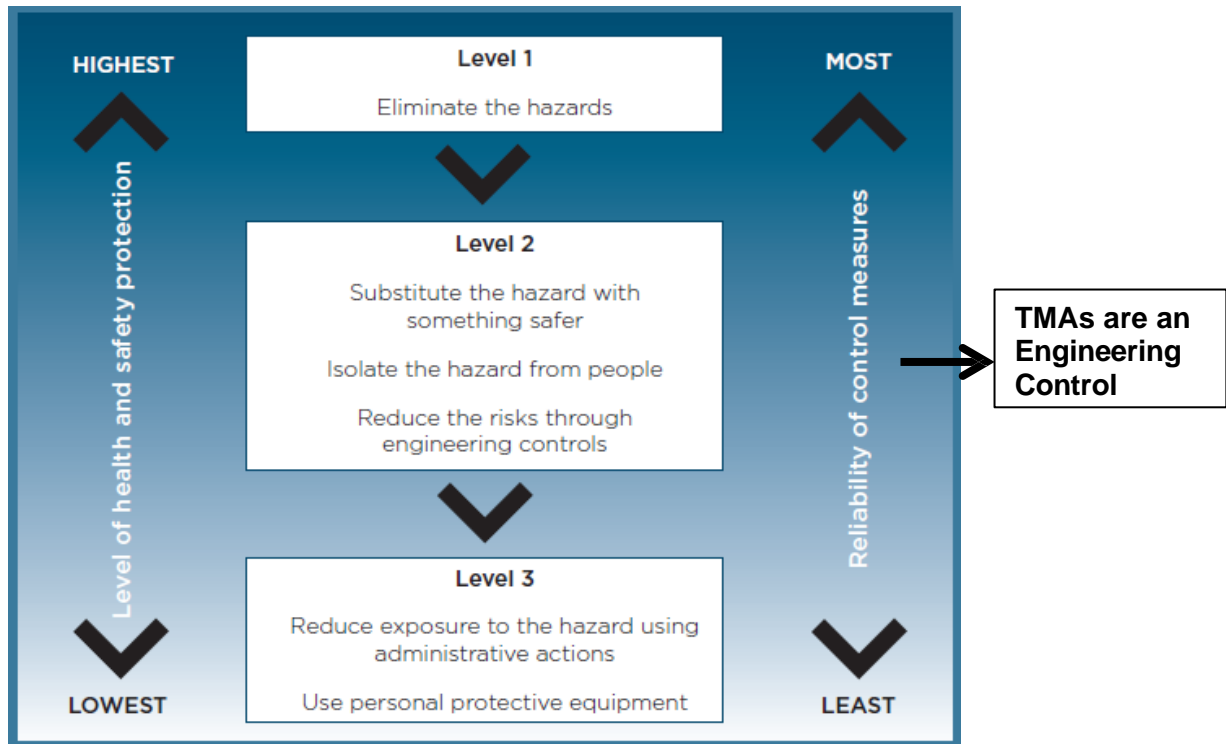 HIGHEST
Level of health and safety protection
LOWEST
Level 1
Eliminate the hazards
Level 2
Substitute the hazard with
something safer
Isolate the hazard from people
Reduce the risks through
engineering controls
Level 3
Reduce exposure to the hazard using
administrative actions
Use personal protective equipment
MOST
Reliability of control measures
LEAST
TMAs are an
Engineering
Control